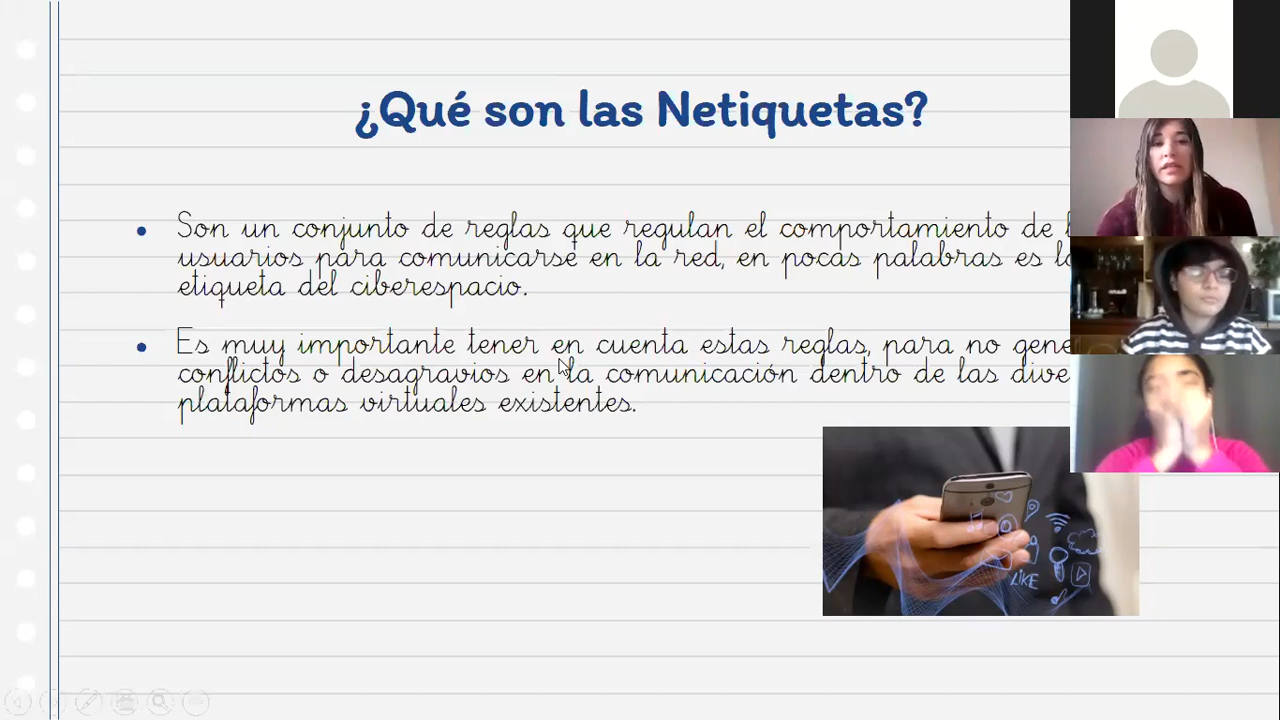 ¿Qué son las Netiquetas?
Son un conjunto de reglas que regulan el comportamiento de
usuarios para comunicarse en la red, en pocas palabras es
etiqueta del ciberespacio.
Es muy importante tener en cuenta estas reglas, para no
conflictos o desagravios en la comunicación dentro de las
plataformas virtuales existentes.
LIKE